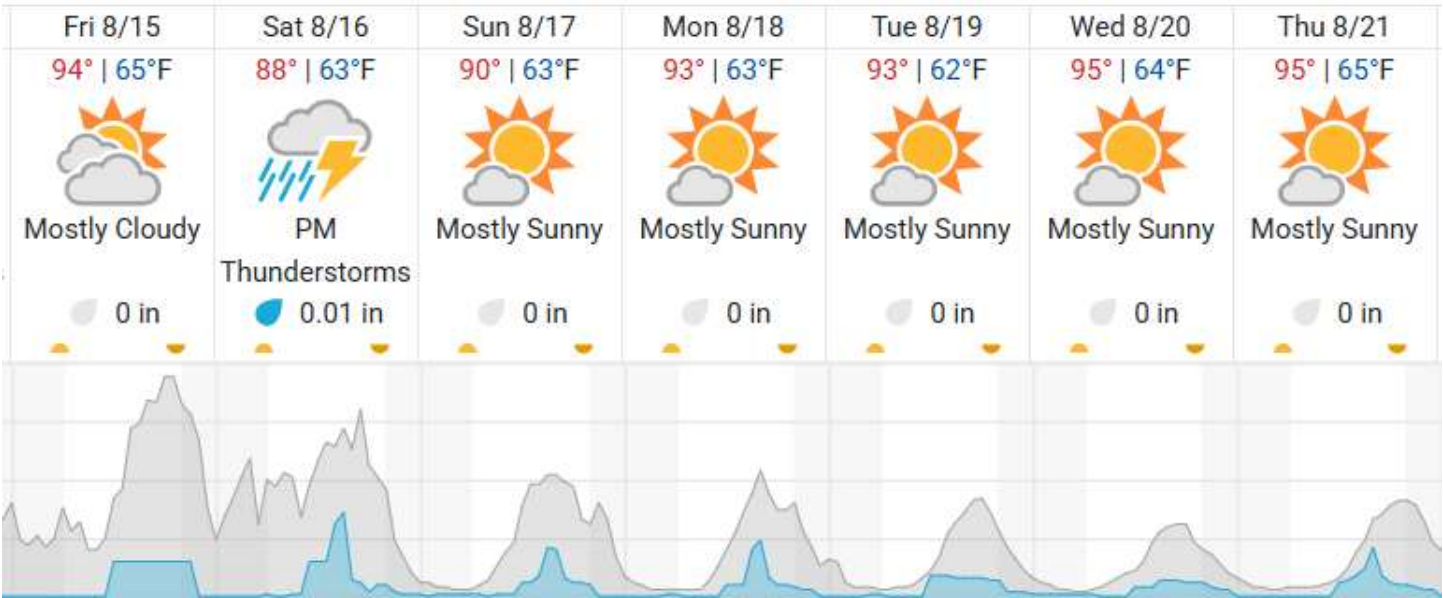 Fri 8/15
Sat 8/16
Sun 8/17
Mon 8/18
Tue 8/19
Wed 8/20
Thu 8/21
94° | 65°F
88° | 63°F
90° | 63°F
93° | 63°F
93° | 62°F
95° | 64°F
95° | 65°F
Mostly Cloudy
PM
Thunderstorms
Mostly Sunny
Mostly Sunny
Mostly Sunny
Mostly Sunny
Mostly Sunny
0 in
0.01 in
0 in
0 in
0 in
0 in
0 in